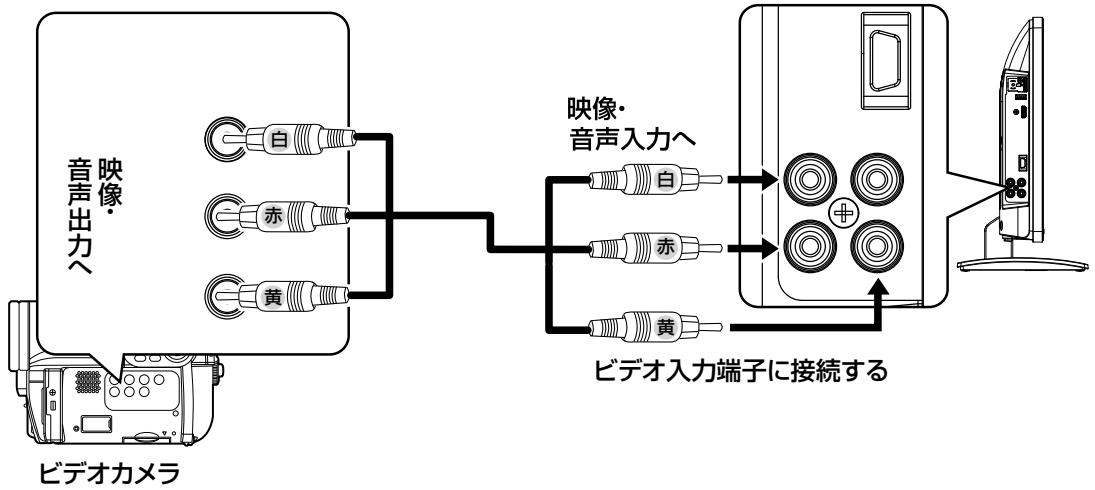 映像・
音声出力へ
白
赤
黄
映像・
音声入力へ
白
赤
黄
ビデオ入力端子に接続する
ビデオカメラ